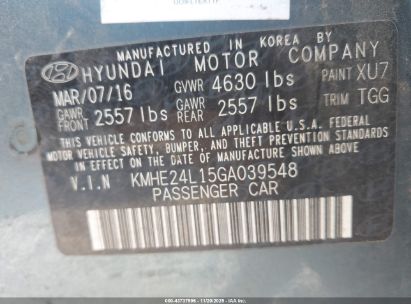 MANUFACTURED IN KOREA BY
HYUNDAI MOTOR COMPANY
MAR/07/16 GVWR 4630 lbs PAINT XU7
GAWR FRONT 2557 lbs GAWR REAR 2557 lbs TRIM TGG
THIS VEHICLE CONFORMS TO ALL APPLICABLE U.S.A. FEDERAL
MOTOR VEHICLE SAFETY, BUMPER, AND THEFT PREVENTION STANDARDS
IN EFFECT ON THE DATE OF MANUFACTURE SHOWN ABOVE.
V.I.N KMHE24L15GA039548
PASSENGER CAR